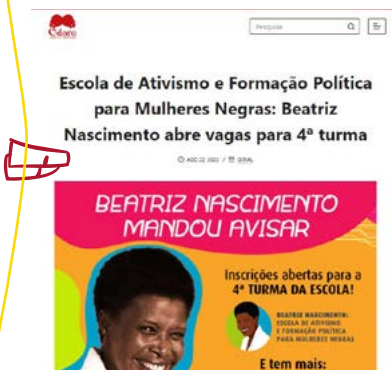 Odara
Pesquisa
Escola de Ativismo e Formação Política
para Mulheres Negras: Beatriz
Nascimento abre vagas para 4ª turma
GERAL
BEATRIZ NASCIMENTO
MANDOU AVISAR
Inscrições abertas para a
4ª TURMA DA ESCOLA!
BEATRIZ NASCIMENTO:
ESCOLA DE ATIVISMO
E FORMAÇÃO POLÍTICA
PARA MULHERES NEGRAS
E tem mais: